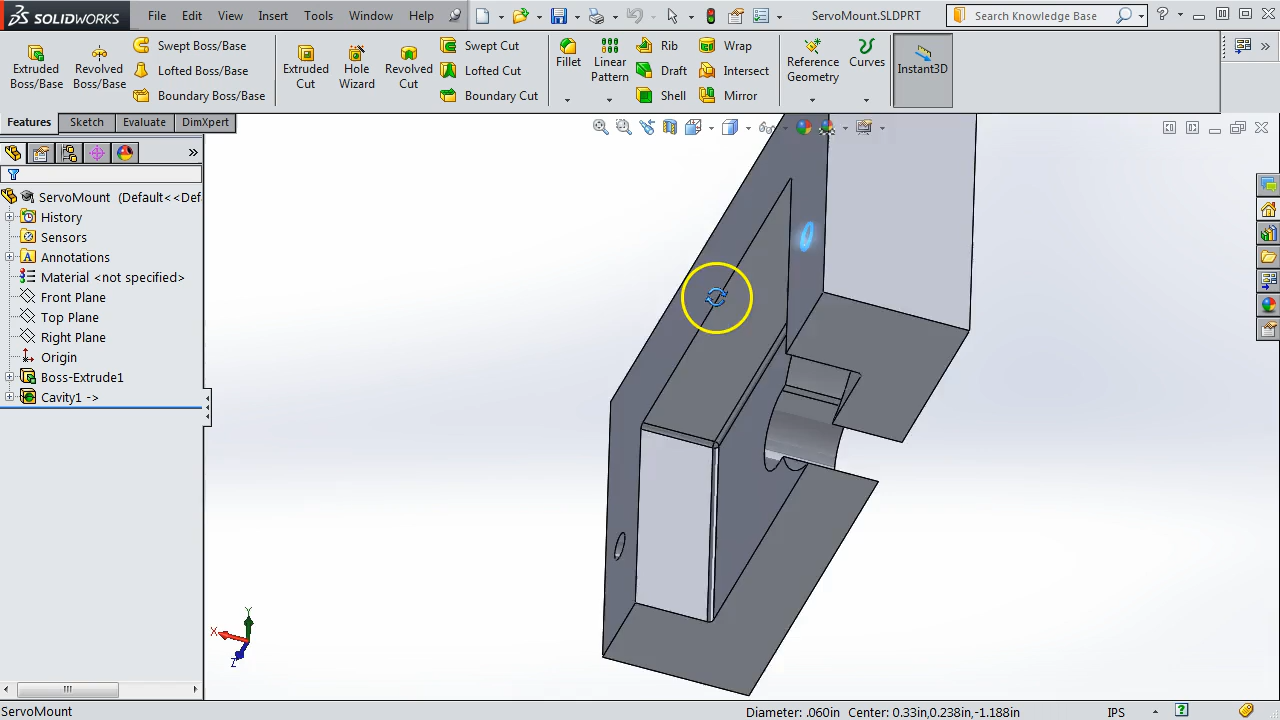 SOLIDWORKS
File Edit View Insert Tools Window Help
ServoMount.SLDPRT
Search Knowledge Base
Extruded Boss/Base
Revolved Boss/Base
Swept Boss/Base
Lofted Boss/Base
Boundary Boss/Base
Extruded Cut
Hole Wizard
Revolved Cut
Swept Cut
Lofted Cut
Boundary Cut
Fillet
Linear Pattern
Rib
Draft
Shell
Wrap
Intersect
Mirror
Reference Geometry
Curves
Instant3D
Features Sketch Evaluate DimXpert
ServoMount (Default<<Def
History
Sensors
Annotations
Material <not specified>
Front Plane
Top Plane
Right Plane
Origin
Boss-Extrude1
Cavity1 ->
Y
X
Z
ServoMount
Diameter: .060in Center: 0.33in,0.238in,-1.188in
IPS